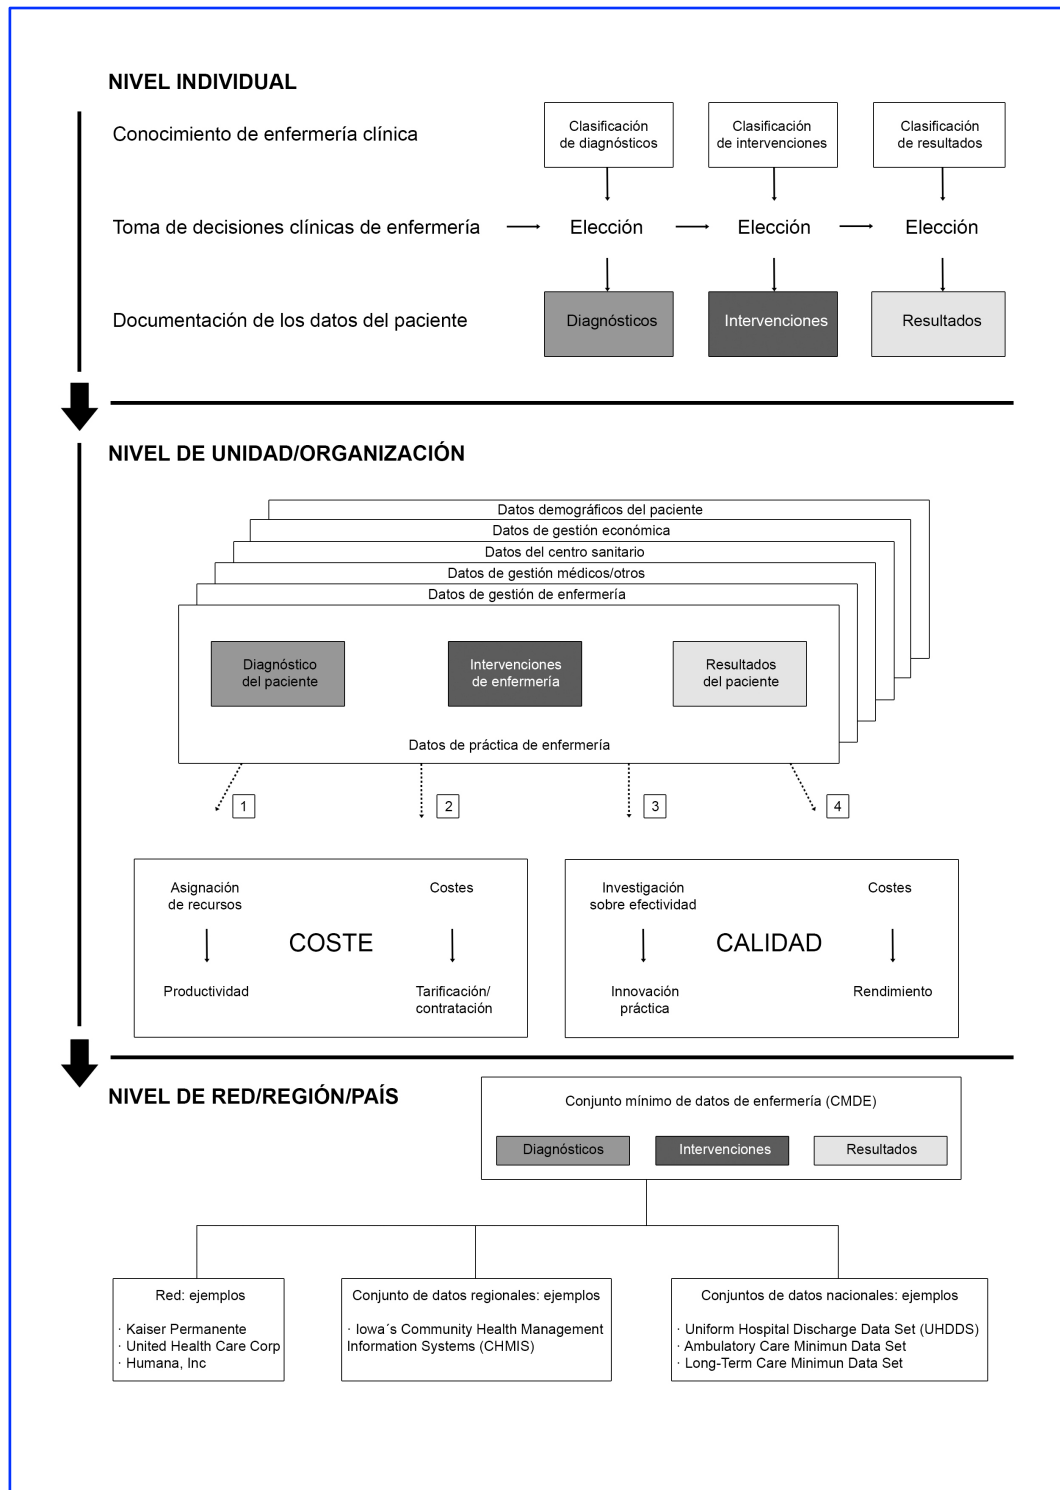 NIVEL INDIVIDUAL
Conocimiento de enfermería clínica
Clasificación
de diagnósticos
Clasificación
de intervenciones
Clasificación
de resultados
Toma de decisiones clínicas de enfermería
Elección
Elección
Elección
Documentación de los datos del paciente
Diagnósticos
Intervenciones
Resultados
NIVEL DE UNIDAD/ORGANIZACIÓN
Datos demográficos del paciente
Datos de gestión económica
Datos del centro sanitario
Datos de gestión médicos/otros
Datos de gestión de enfermería
Diagnóstico
del paciente
Intervenciones
de enfermería
Resultados
del paciente
Datos de práctica de enfermería
1
2
3
4
Asignación
de recursos
Costes
COSTE
Productividad
Tarificación/
contratación
Investigación
sobre efectividad
Costes
CALIDAD
Innovación
práctica
Rendimiento
NIVEL DE RED/REGIÓN/PAÍS
Conjunto mínimo de datos de enfermería (CMDE)
Diagnósticos
Intervenciones
Resultados
Red: ejemplos
· Kaiser Permanente
· United Health Care Corp
· Humana, Inc
Conjunto de datos regionales: ejemplos
· Iowa´s Community Health Management
Information Systems (CHMIS)
Conjuntos de datos nacionales: ejemplos
· Uniform Hospital Discharge Data Set (UHDDS)
· Ambulatory Care Minimun Data Set
· Long-Term Care Minimun Data Set